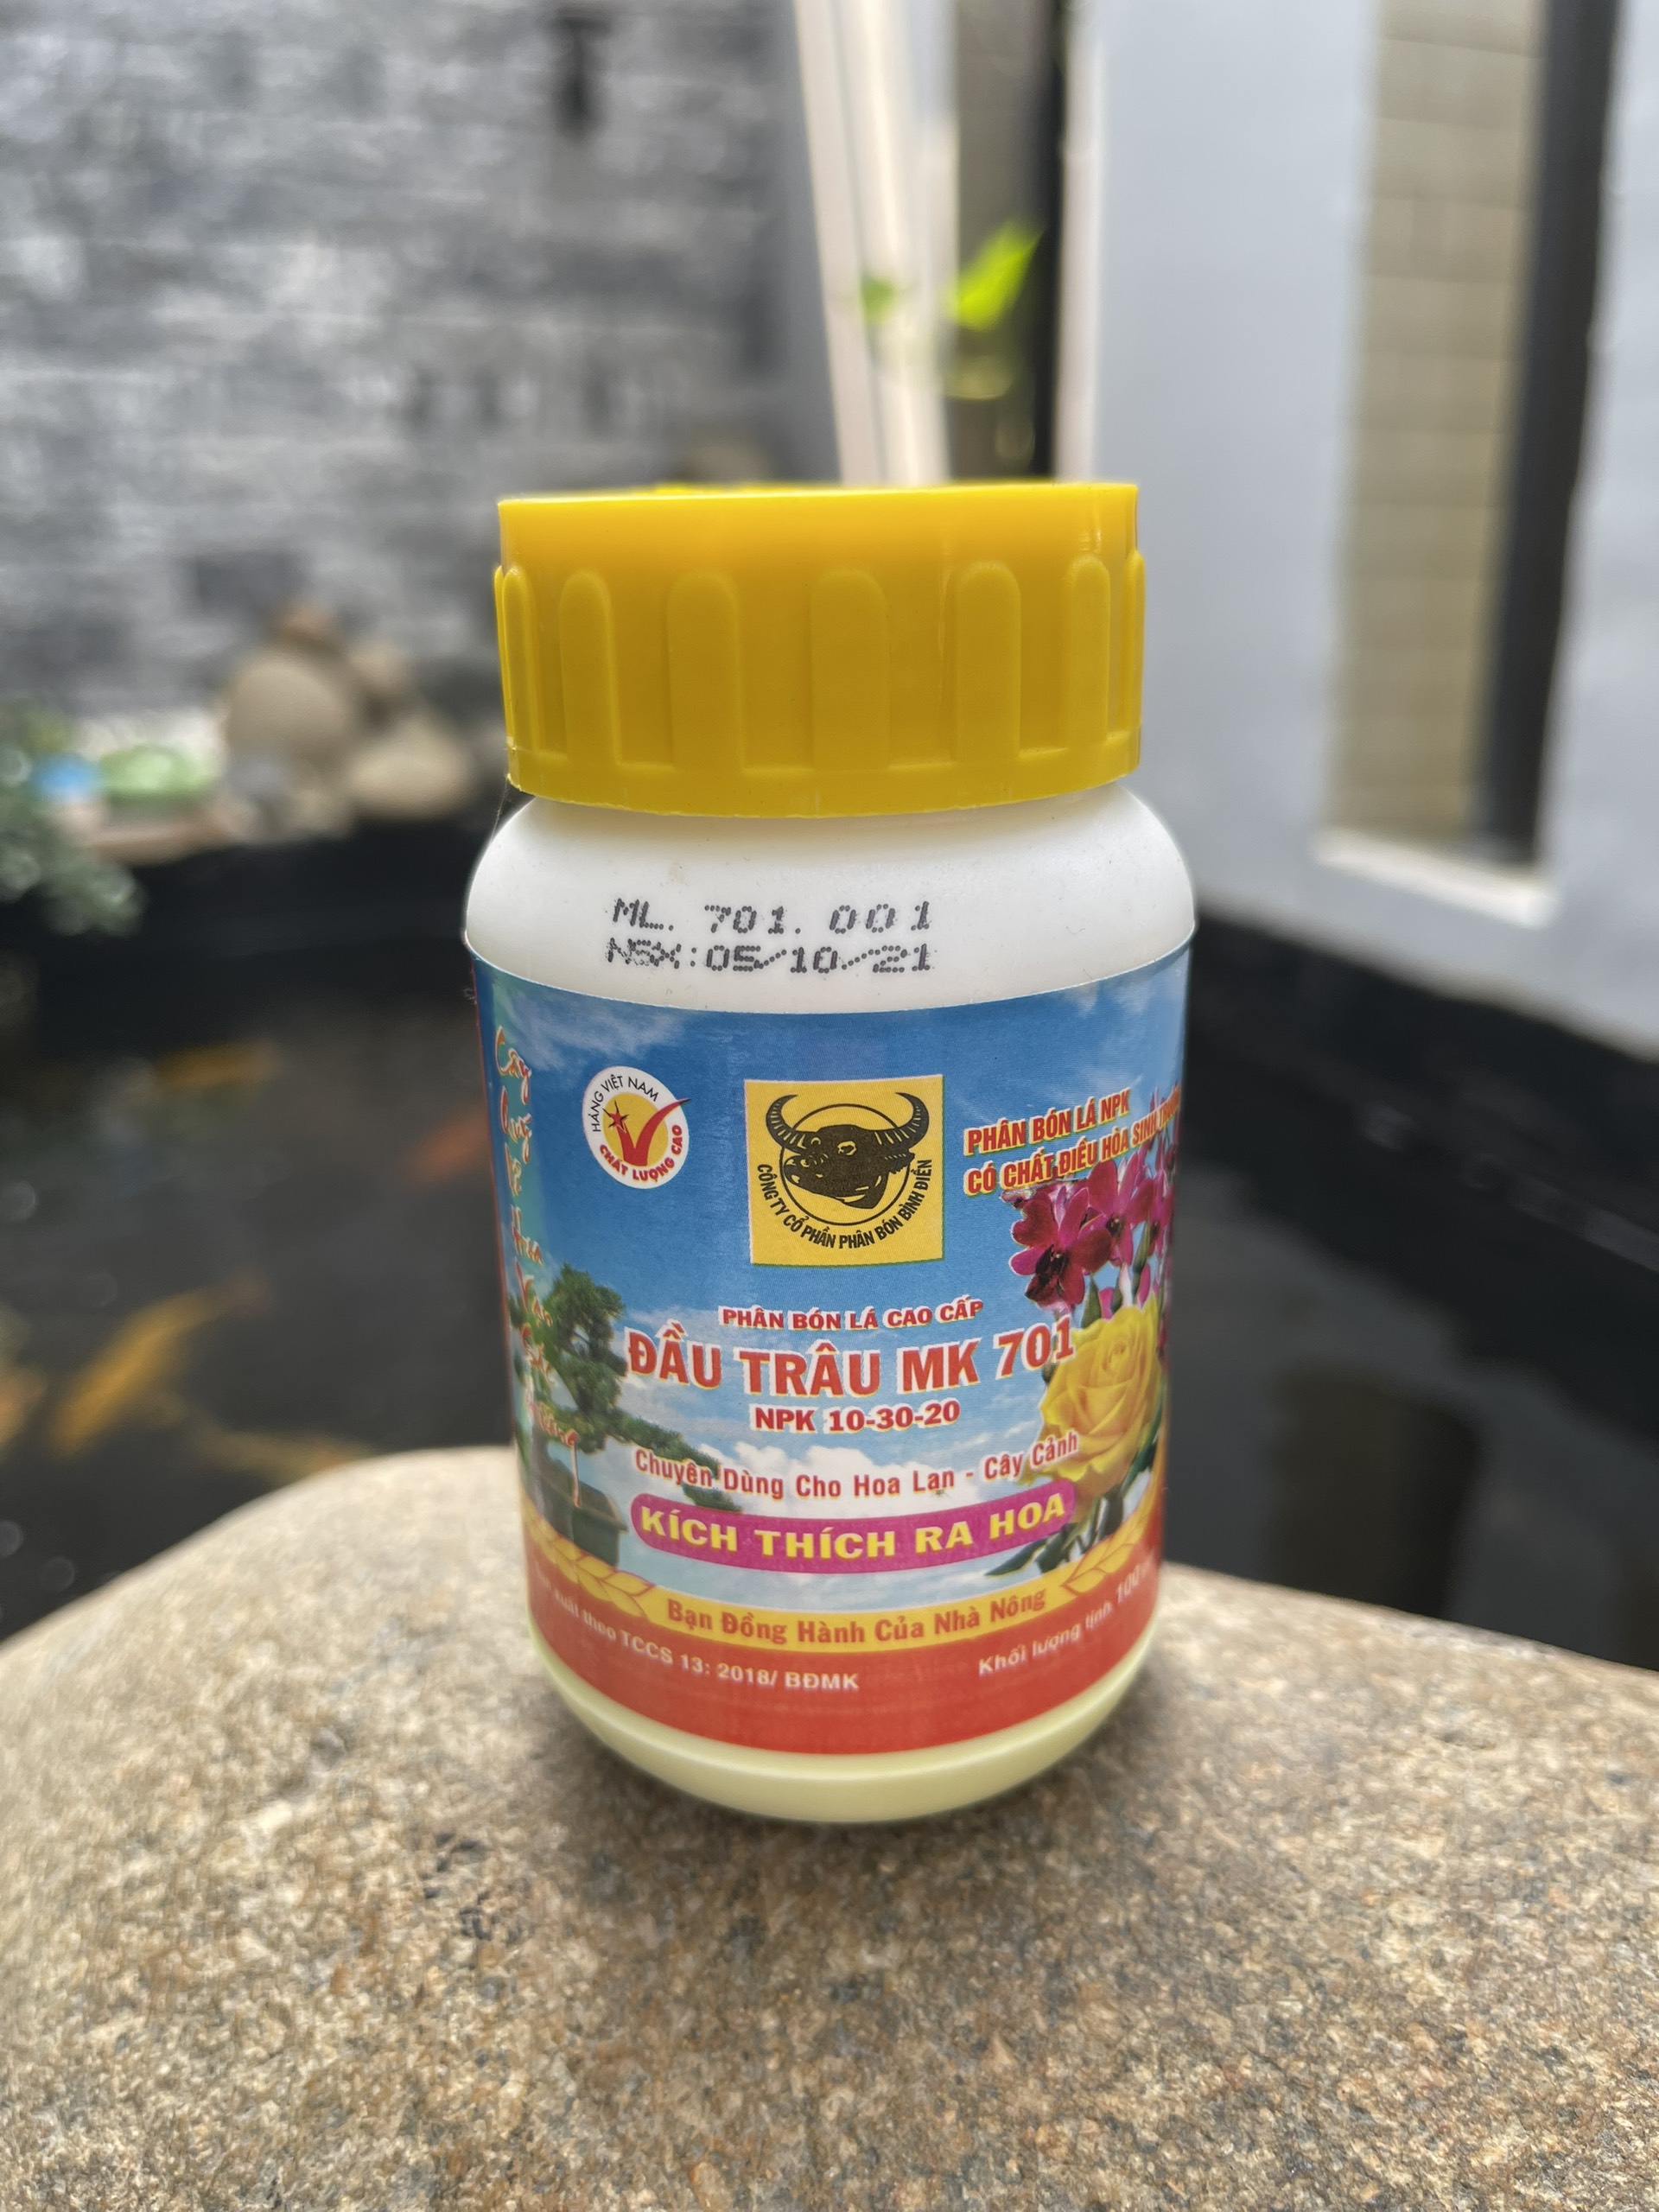 ML. 701. 001
NSX:05/10/21
HÀNG VIỆT NAM
CHẤT LƯỢNG CAO
CÔNG TY CỔ PHẦN PHÂN BÓN BÌNH ĐIỀN
PHÂN BÓN LÁ NPK
CÓ CHẤT ĐIỀU HÒA SINH
PHÂN BÓN LÁ CAO CẤP
ĐẦU TRÂU MK 701
NPK 10-30-20
Chuyên Dùng Cho Hoa Lan - Cây Cảnh
KÍCH THÍCH RA HOA
Bạn Đồng Hành Của Nhà Nông
theo TCCS 13: 2018/ BĐMK
Khối lượng tịnh 100